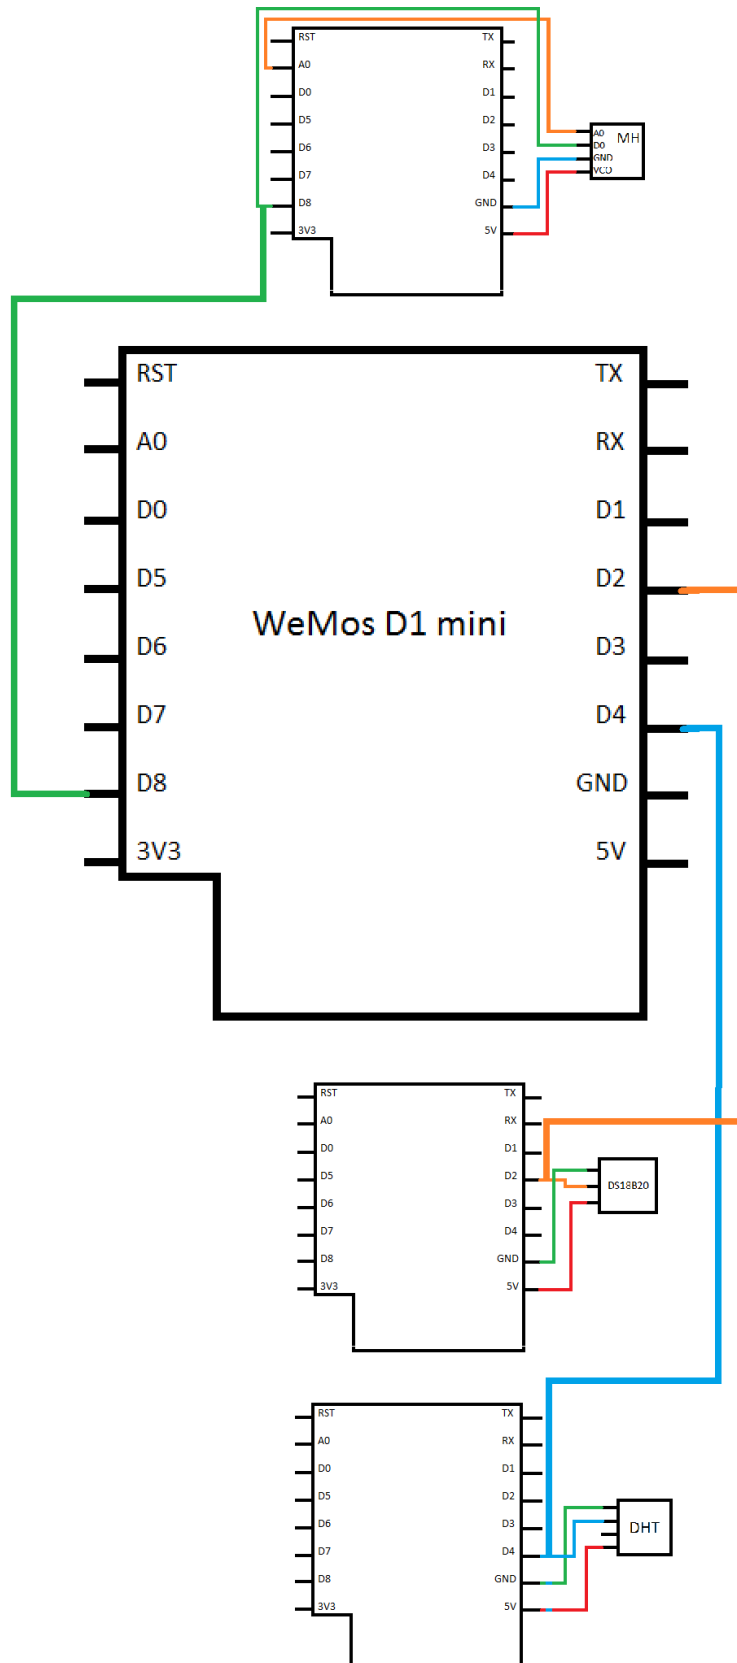 RST TX
A0 RX
D0 D1
D5 D2
D6 D3
D7 D4
D8 GND
3V3 5V
A0 MH
D0
GND
VCO
RST TX
A0 RX
D0 D1
D5 D2
WeMos D1 mini
D6 D3
D7 D4
D8 GND
3V3 5V
RST TX
A0 RX
D0 D1
D5 D2
D6 D3
D7 D4
D8 GND
3V3 5V
DS18B20
RST TX
A0 RX
D0 D1
D5 D2
D6 D3
D7 D4
D8 GND
3V3 5V
DHT